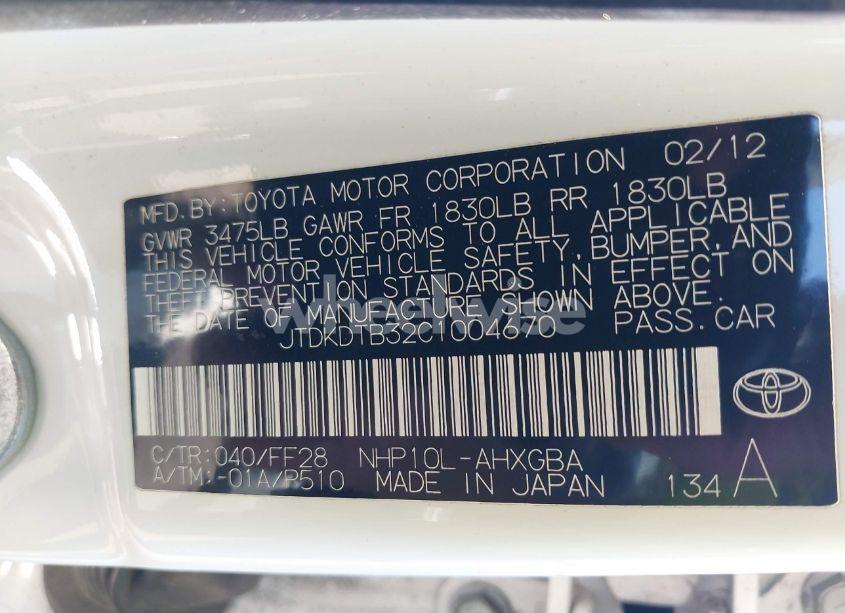 MFD. BY: TOYOTA MOTOR CORPORATION 02/12
GVWR 3475LB GAWR FR 1830LB RR 1830LB
THIS VEHICLE CONFORMS TO ALL APPLICABLE
FEDERAL MOTOR VEHICLE SAFETY, BUMPER, AND
THEFT PREVENTION STANDARDS IN EFFECT ON
THE DATE OF MANUFACTURE SHOWN ABOVE.
wheelwise
PASS. CAR
C/TR: 040/FF28 NHP10L-AHXGBA
A/TM: -01A/P510 MADE IN JAPAN 134 A